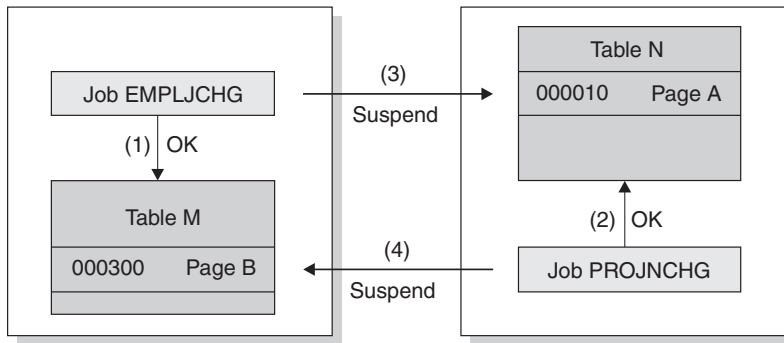 Job EMPLJCHG
(1) OK
Table M
000300 Page B
(3)
Suspend
(4)
Suspend
Table N
000010 Page A
(2) OK
Job PROJNCHG